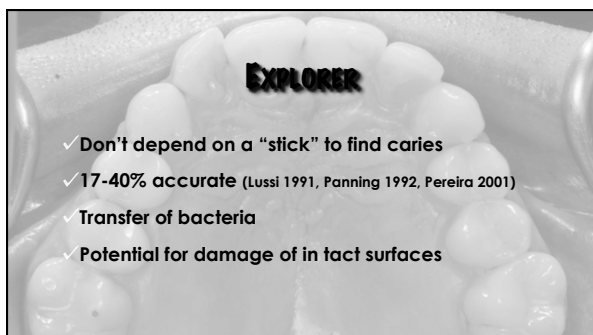 EXPLORER
✓Don't depend on a "stick" to find caries
✓17-40% accurate (Lussi 1991, Panning 1992, Pereira 2001)
✓Transfer of bacteria
✓Potential for damage of in tact surfaces